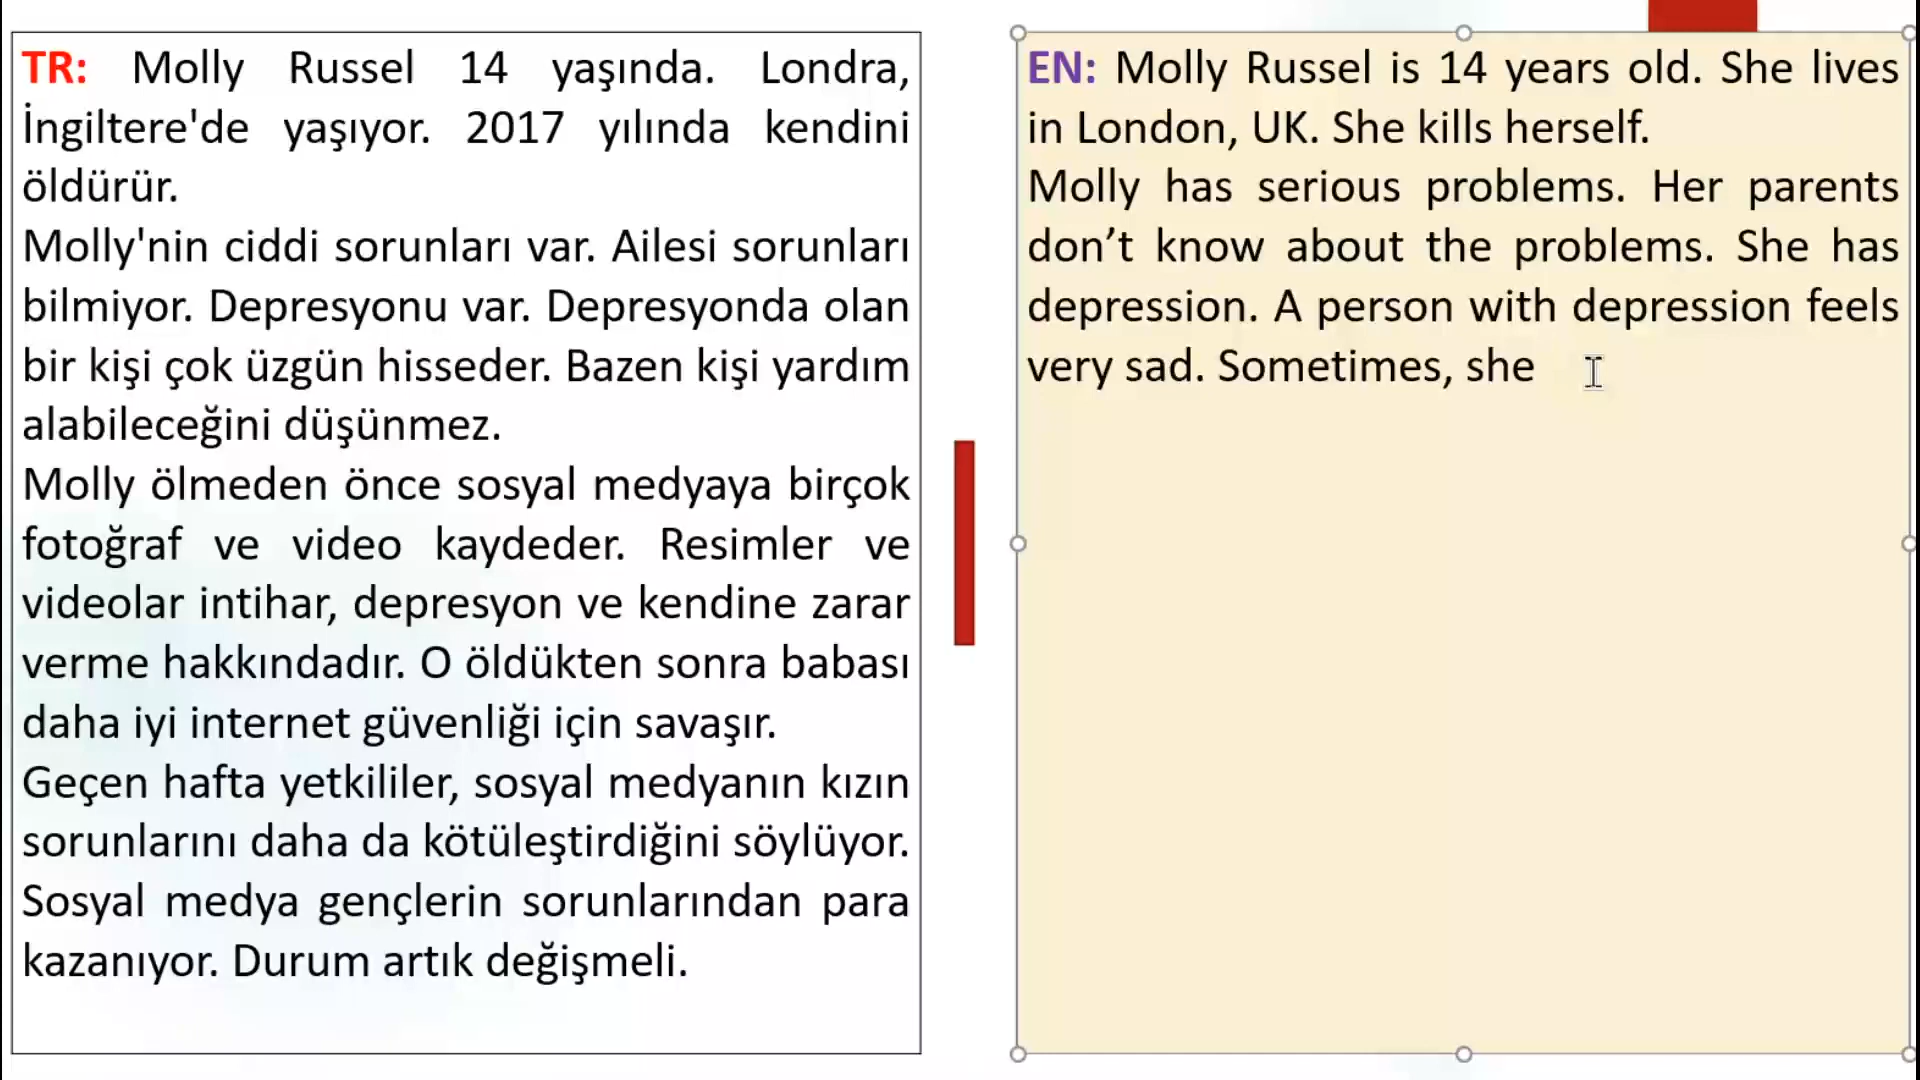 TR: Molly Russel 14 yaşında. Londra,
İngiltere'de yaşıyor. 2017 yılında kendini
öldürür.
Molly'nin ciddi sorunları var. Ailesi sorunları
bilmiyor. Depresyonu var. Depresyonda olan
bir kişi çok üzgün hisseder. Bazen kişi yardım
alabileceğini düşünmez.
Molly ölmeden önce sosyal medyaya birçok
fotoğraf ve video kaydeder. Resimler ve
videolar intihar, depresyon ve kendine zarar
verme hakkındadır. O öldükten sonra babası
daha iyi internet güvenliği için savaşır.
Geçen hafta yetkililer, sosyal medyanın kızın
sorunlarını daha da kötüleştirdiğini söylüyor.
Sosyal medya gençlerin sorunlarından para
kazanıyor. Durum artık değişmeli.
EN: Molly Russel is 14 years old. She lives
in London, UK. She kills herself.
Molly has serious problems. Her parents
don’t know about the problems. She has
depression. A person with depression feels
very sad. Sometimes, she